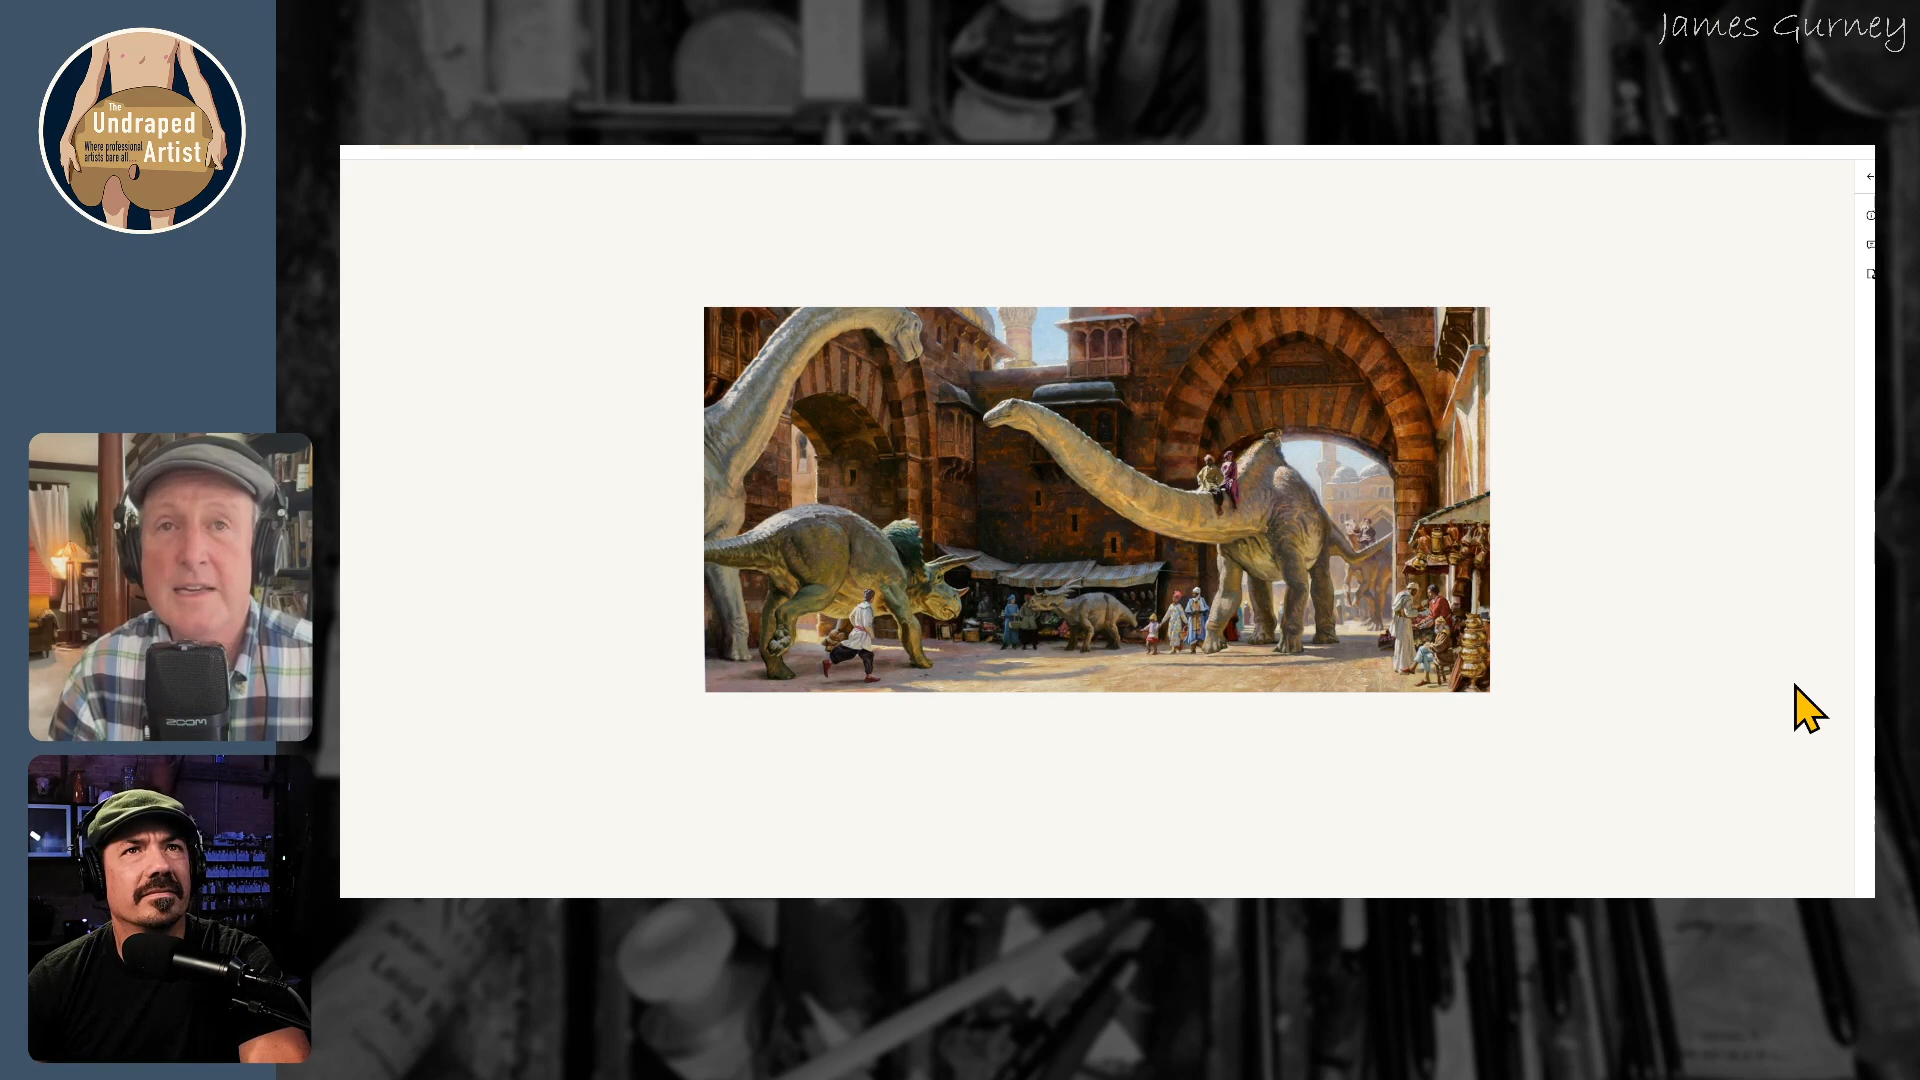 James Gurney
The
Undraped
Where professional
artists bare all...
Artist
ZOOM